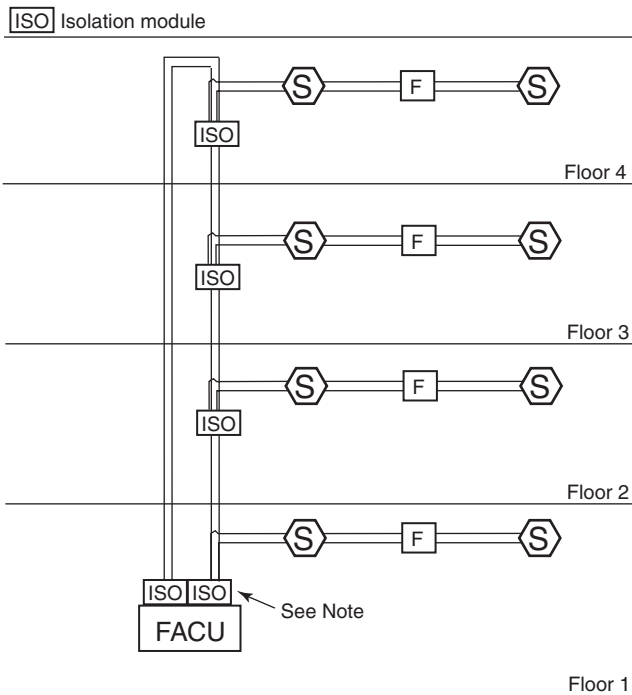 ISO Isolation module
S F S
ISO
Floor 4
S F S
ISO
Floor 3
S F S
ISO
Floor 2
S F S
ISO ISO
See Note
FACU
Floor 1